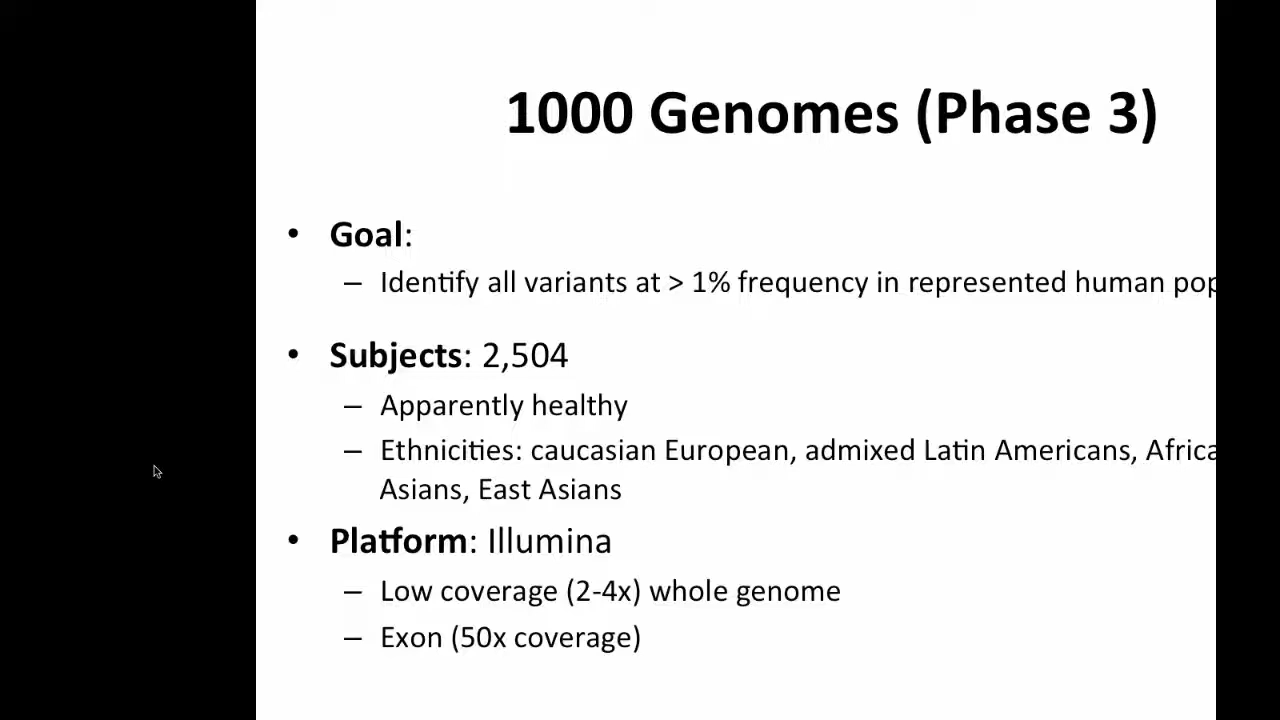 1000 Genomes (Phase 3)
• Goal:
– Identify all variants at > 1% frequency in represented human pop
• Subjects: 2,504
– Apparently healthy
– Ethnicities: caucasian European, admixed Latin Americans, Africa
Asians, East Asians
• Platform: Illumina
– Low coverage (2-4x) whole genome
– Exon (50x coverage)